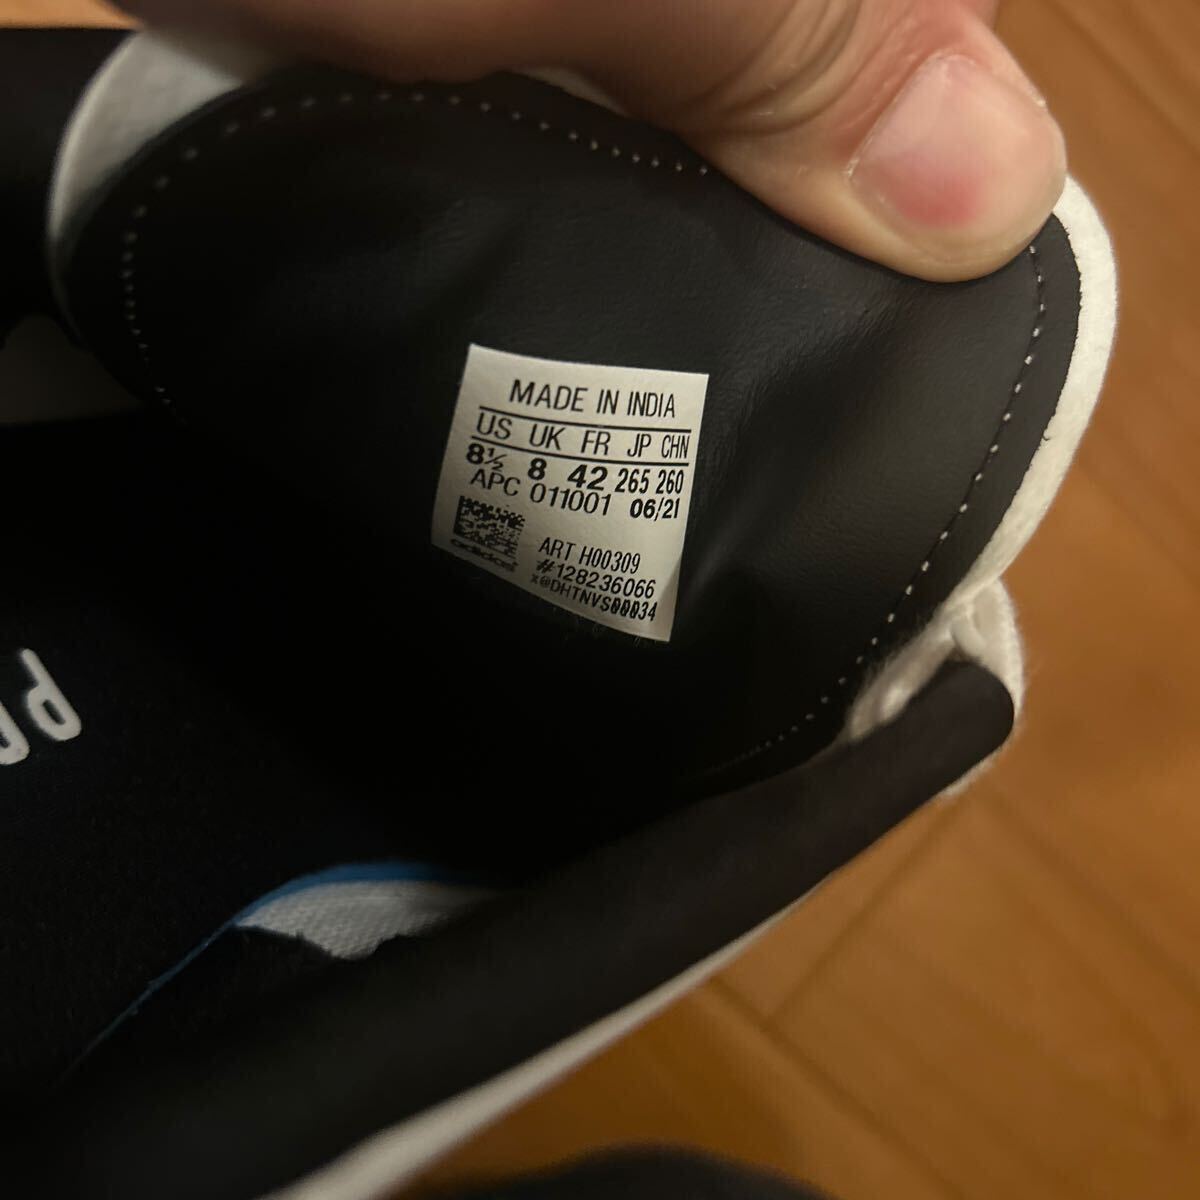 MADE IN INDIA
US UK FR JP CHN
8½ 8 42 265 260
APC 011001 06/21
ART H00309
adidas #128236066
x@DHTNVS00034